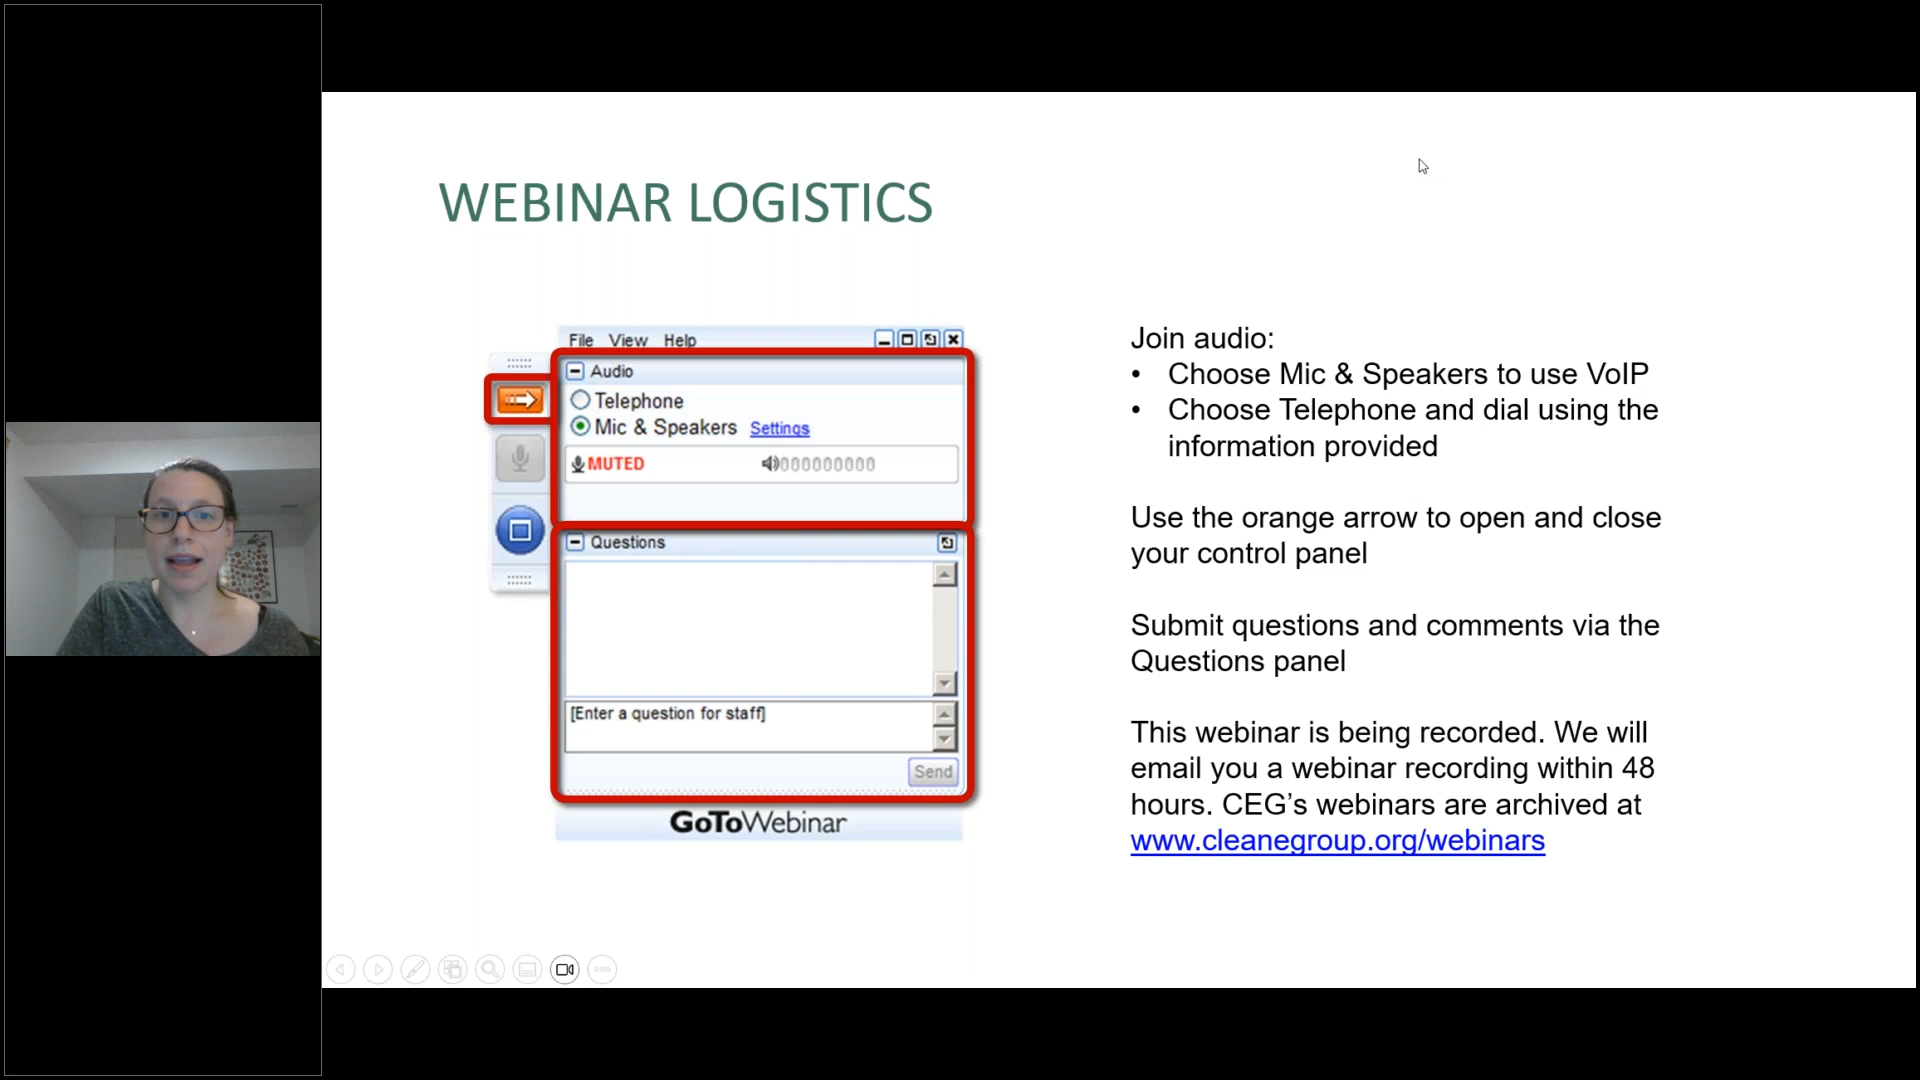 WEBINAR LOGISTICS
File View Help
Audio
Telephone
Mic & Speakers Settings
MUTED
Questions
[Enter a question for staff]
Send
GoToWebinar
Join audio:
• Choose Mic & Speakers to use VoIP
• Choose Telephone and dial using the
information provided
Use the orange arrow to open and close
your control panel
Submit questions and comments via the
Questions panel
This webinar is being recorded. We will
email you a webinar recording within 48
hours. CEG’s webinars are archived at
www.cleanegroup.org/webinars